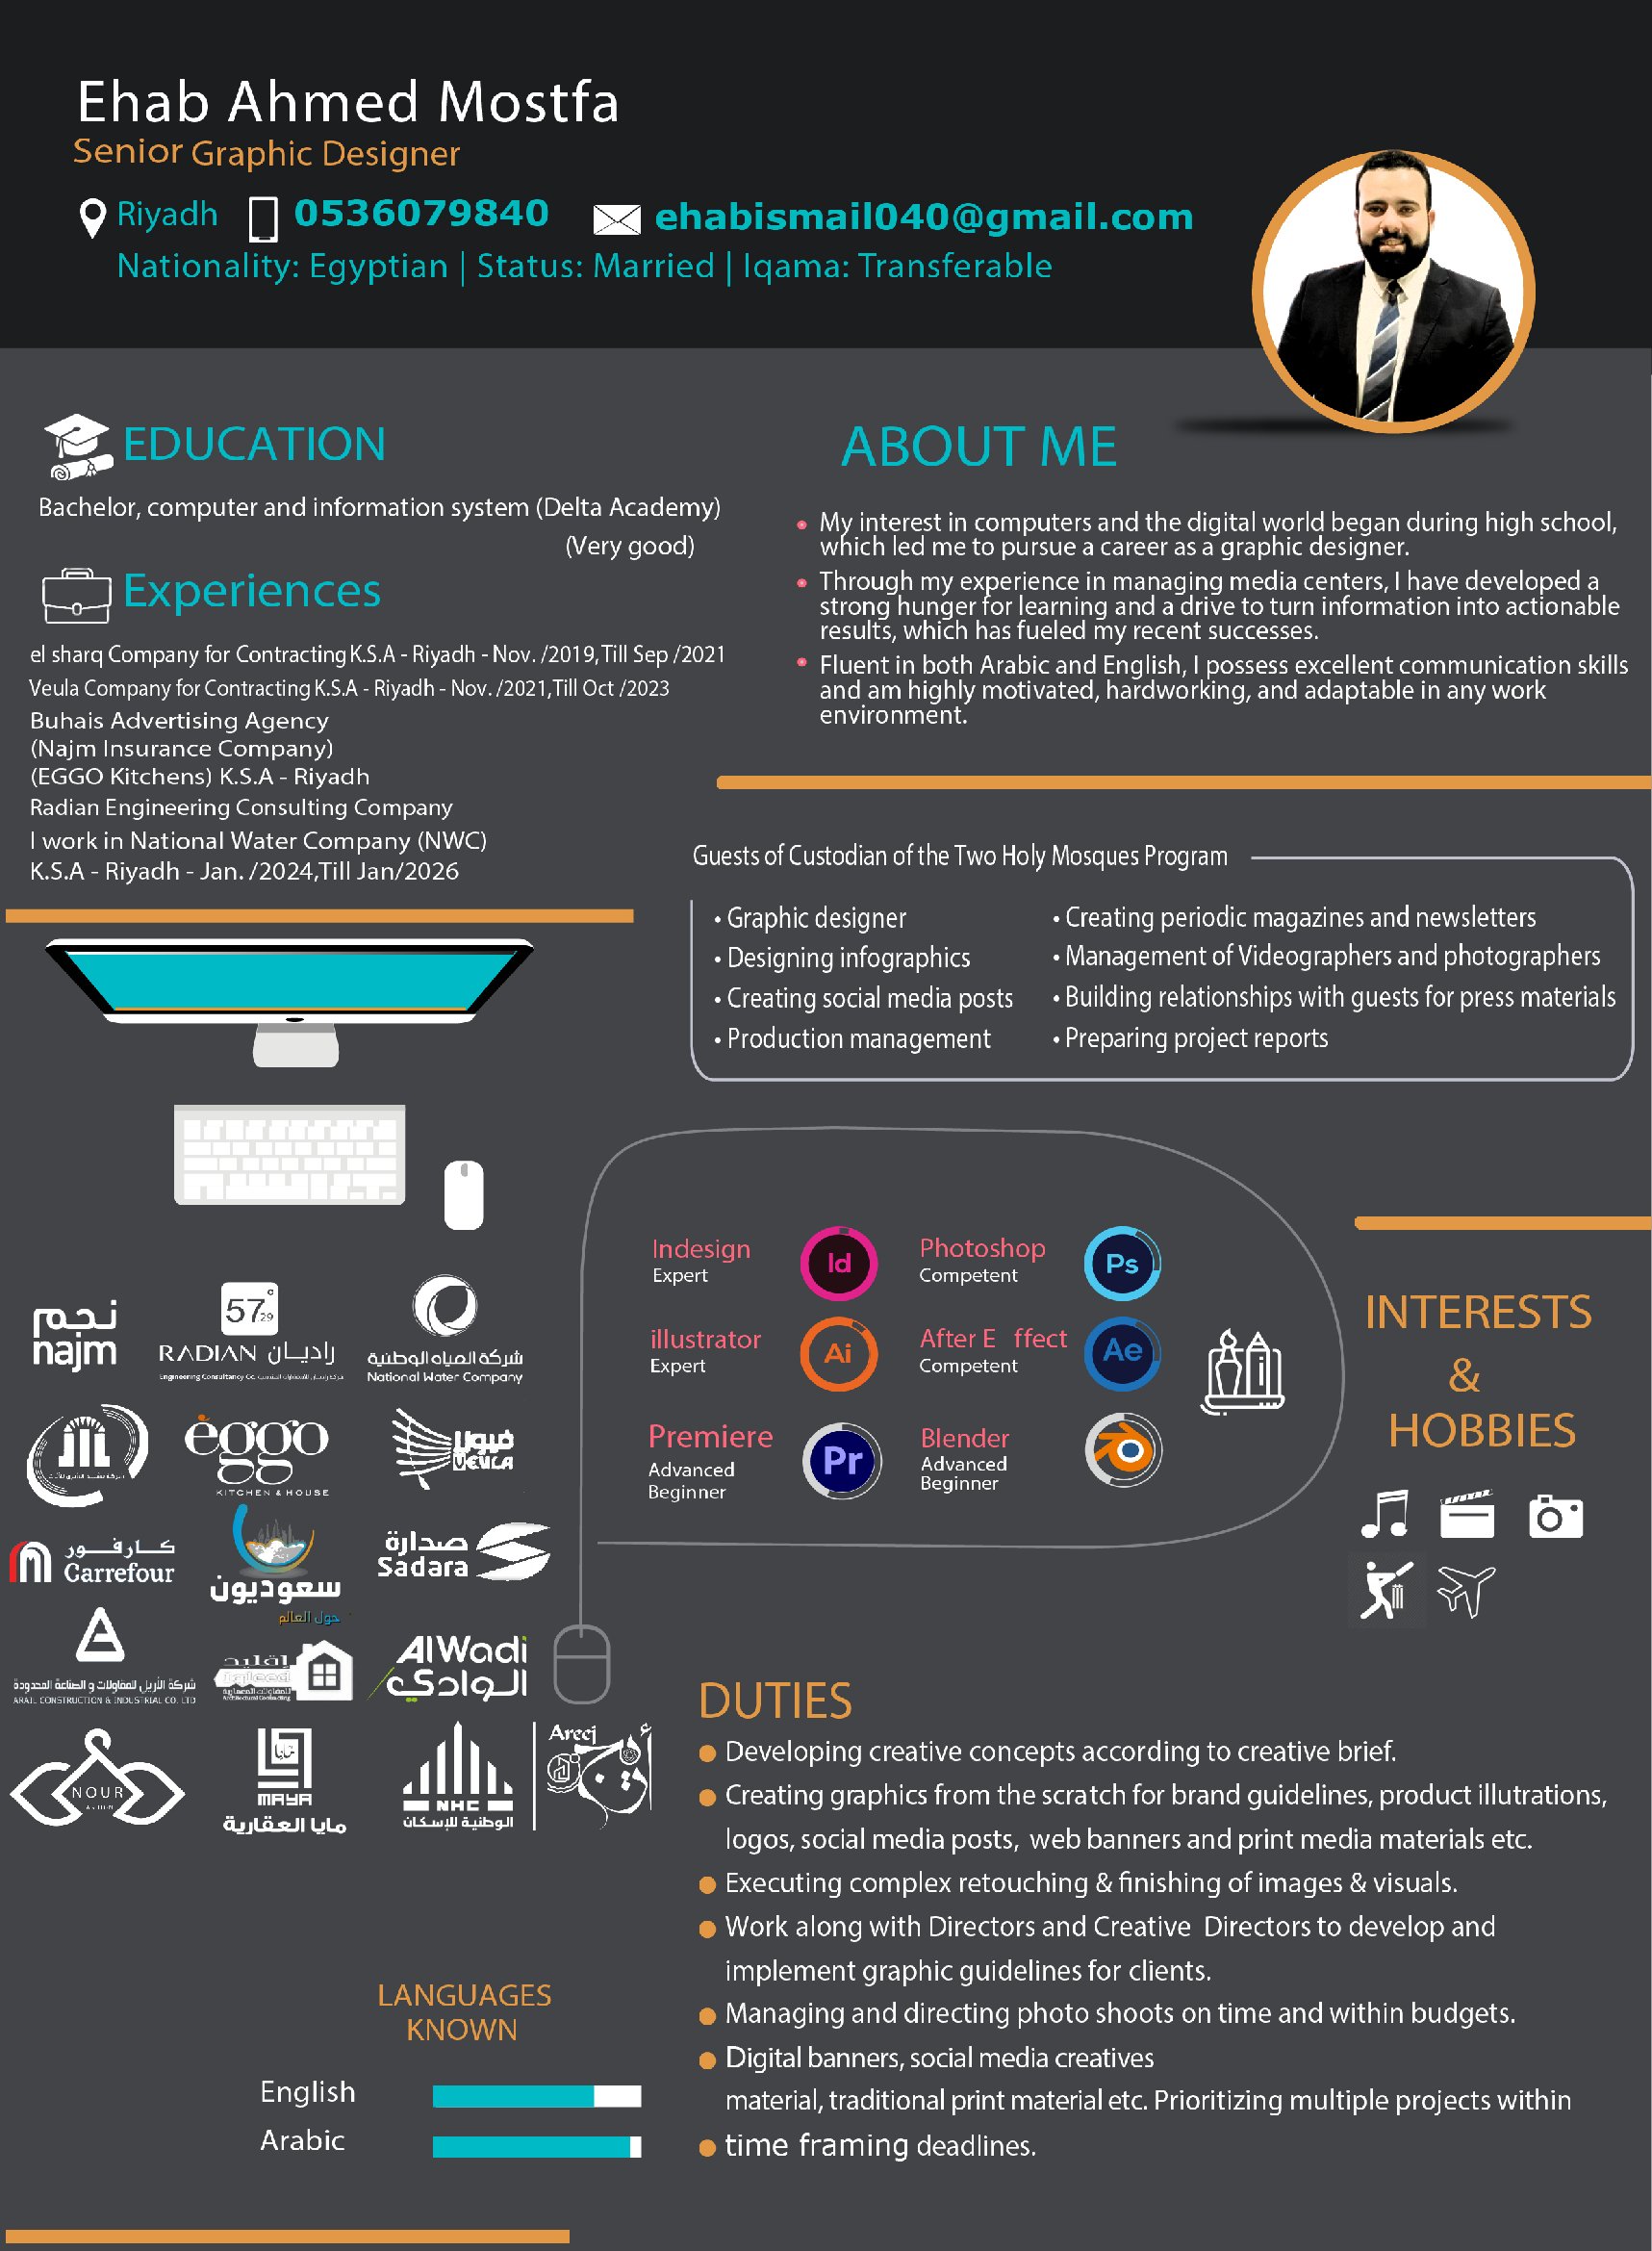 Ehab Ahmed Mostfa
Senior Graphic Designer
Riyadh 0536079840 ehabismail040@gmail.com
Nationality: Egyptian | Status: Married | Iqama: Transferable
EDUCATION
Bachelor, computer and information system (Delta Academy)
(Very good)
Experiences
el sharq Company for Contracting K.S.A - Riyadh - Nov. /2019,Till Sep /2021
Veula Company for Contracting K.S.A - Riyadh - Nov. /2021,Till Oct /2023
Buhais Advertising Agency
(Najm Insurance Company)
(EGGO Kitchens) K.S.A - Riyadh
Radian Engineering Consulting Company
I work in National Water Company (NWC)
K.S.A - Riyadh - Jan. /2024,Till Jan/2026
ABOUT ME
• My interest in computers and the digital world began during high school,
which led me to pursue a career as a graphic designer.
• Through my experience in managing media centers, I have developed a
strong hunger for learning and a drive to turn information into actionable
results, which has fueled my recent successes.
• Fluent in both Arabic and English, I possess excellent communication skills
and am highly motivated, hardworking, and adaptable in any work
environment.
Guests of Custodian of the Two Holy Mosques Program
• Graphic designer
• Designing infographics
• Creating social media posts
• Production management
• Creating periodic magazines and newsletters
• Management of Videographers and photographers
• Building relationships with guests for press materials
• Preparing project reports
Indesign
Expert
Id
Photoshop
Competent
Ps
illustrator
Expert
Ai
After E ffect
Competent
Ae
Premiere
Advanced
Beginner
Pr
Blender
Advanced
Beginner
INTERESTS
&
HOBBIES
نجم
najm
57.29
RADIAN راديان
Engineering Consultancy Co.
شركة المياه الوطنية
National Water Company
eggo
KITCHEN & HOUSE
فيولا
VEULA
كارفور
Carrefour
سعوديون
حول العالم
صدارة
Sadara
شركة الأريل للمقاولات و الصناعة المحدودة
ARAIL CONSTRUCTION & INDUSTRIAL CO. LTD
إقليد
AlWadi
الوادي
NOUR
مايا
MAYA
مايا العقارية
NHC
الوطنية للإسكان
Areej
DUTIES
Developing creative concepts according to creative brief.
Creating graphics from the scratch for brand guidelines, product illutrations,
logos, social media posts, web banners and print media materials etc.
Executing complex retouching & finishing of images & visuals.
Work along with Directors and Creative Directors to develop and
implement graphic guidelines for clients.
Managing and directing photo shoots on time and within budgets.
Digital banners, social media creatives
material, traditional print material etc. Prioritizing multiple projects within
time framing deadlines.
LANGUAGES
KNOWN
English
Arabic